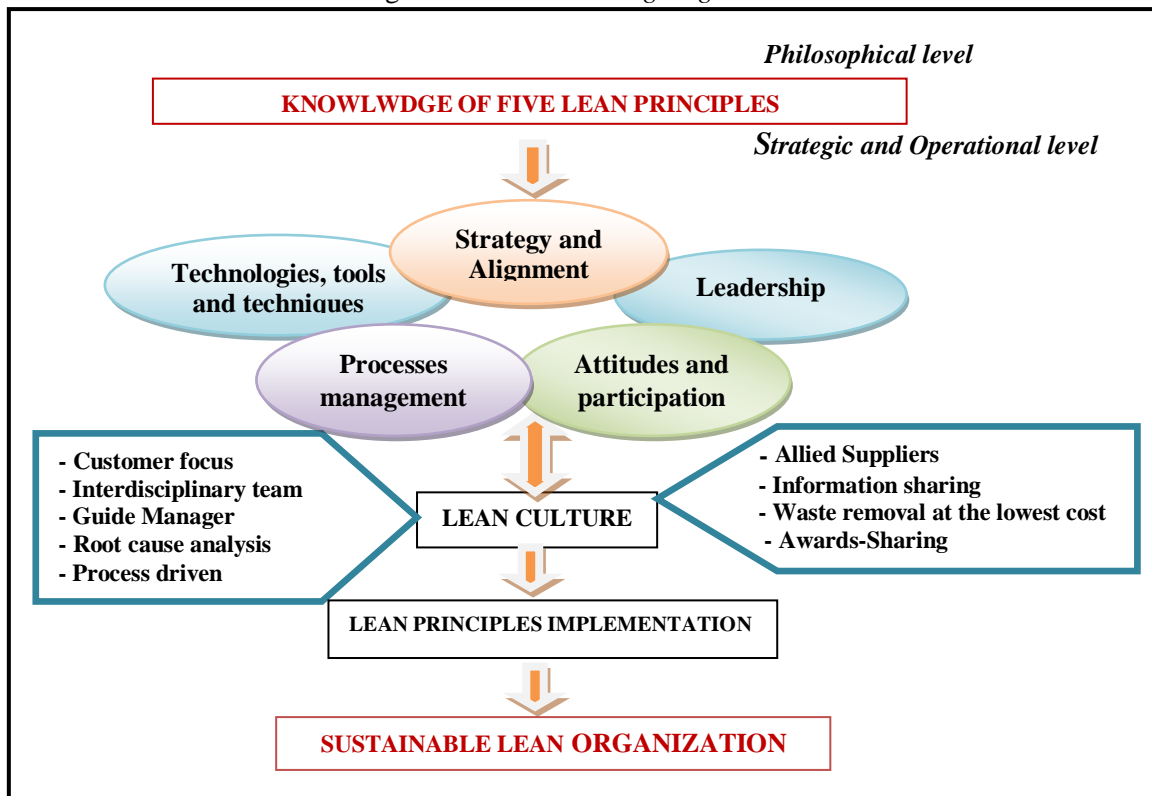 Philosophical level
KNOWLWDGE OF FIVE LEAN PRINCIPLES
Strategic and Operational level
Strategy and
Alignment
Technologies, tools
and techniques
Leadership
Processes
management
Attitudes and
participation
- Customer focus
- Interdisciplinary team
- Guide Manager
- Root cause analysis
- Process driven
- Allied Suppliers
- Information sharing
- Waste removal at the lowest cost
- Awards-Sharing
LEAN CULTURE
LEAN PRINCIPLES IMPLEMENTATION
SUSTAINABLE LEAN ORGANIZATION